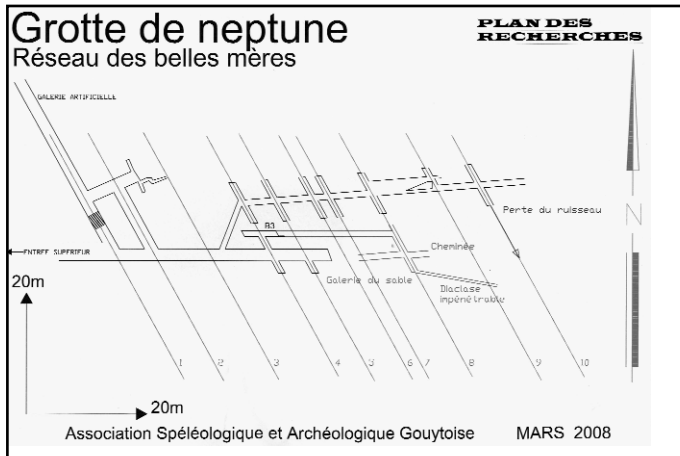 Grotte de neptune
Réseau des belles mères
PLAN DES
RECHERCHES
GALERIE ARTIFICIELLE
Perte du ruisseau
N
83
ENTREE SUPERIEUR
Cheminée
Galerie du sable
Diaclase
impénétrable
20m
1 2 3 4 5 6 7 8 9 10
20m
Association Spéléologique et Archéologique Gouytoise MARS 2008